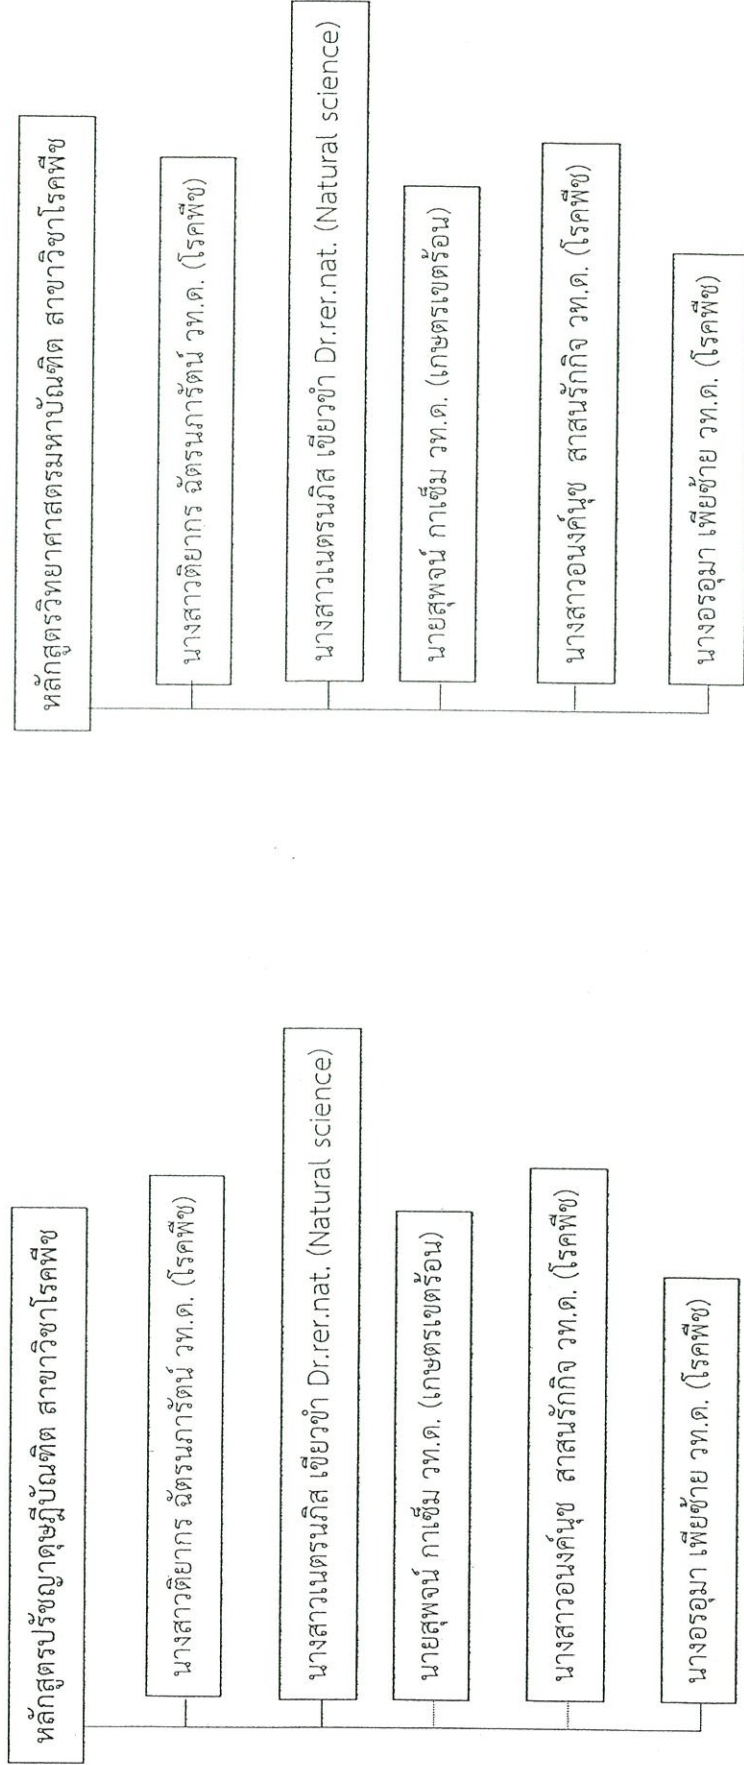 หลักสูตรปรัชญาดุษฎีบัณฑิต สาขาวิชาโรคพืช
นางสาวติยากร ฉัตรนภารัตน์ วท.ด. (โรคพืช)
นางสาวเนตรนภิส เขียวขำ Dr.rer.nat. (Natural science)
นายสุพจน์ กาเซ็ม วท.ด. (เกษตรเขตร้อน)
นางสาวอนงค์นุช สาสนรักกิจ วท.ด. (โรคพืช)
นางอรอุมา เพียซ้าย วท.ด. (โรคพืช)
หลักสูตรวิทยาศาสตรมหาบัณฑิต สาขาวิชาโรคพืช
นางสาวติยากร ฉัตรนภารัตน์ วท.ด. (โรคพืช)
นางสาวเนตรนภิส เขียวขำ Dr.rer.nat. (Natural science)
นายสุพจน์ กาเซ็ม วท.ด. (เกษตรเขตร้อน)
นางสาวอนงค์นุช สาสนรักกิจ วท.ด. (โรคพืช)
นางอรอุมา เพียซ้าย วท.ด. (โรคพืช)